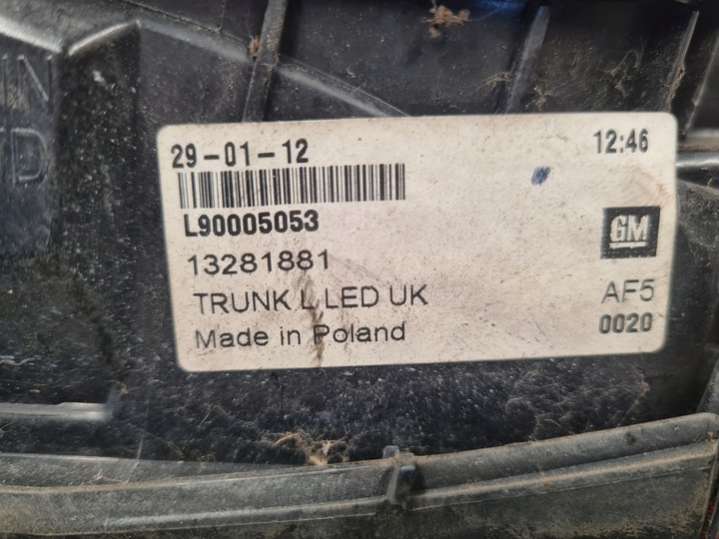 29-01-12 12:46
L90005053
GM
13281881
TRUNK L LED UK AF5
Made in Poland 0020